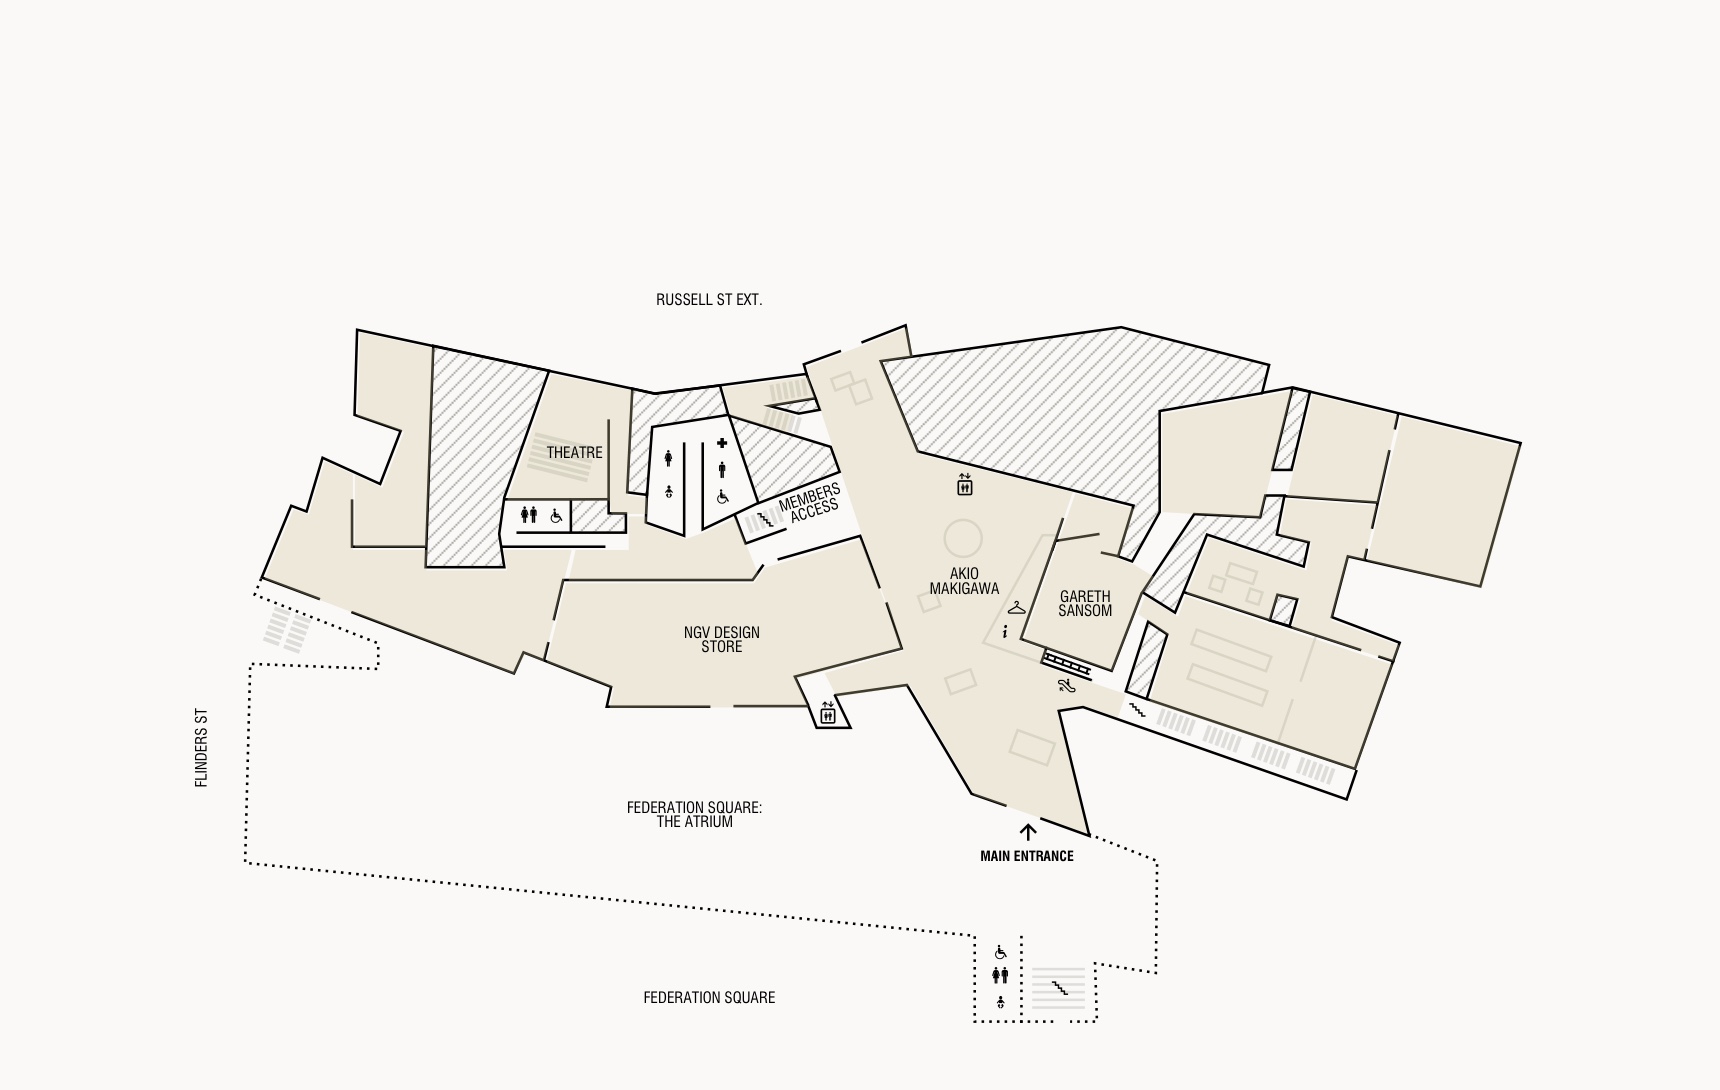 RUSSELL ST EXT.
THEATRE
MEMBERS
ACCESS
AKIO
MAKIGAWA
GARETH
SANSOM
i
NGV DESIGN
STORE
FLINDERS ST
FEDERATION SQUARE:
THE ATRIUM
MAIN ENTRANCE
FEDERATION SQUARE